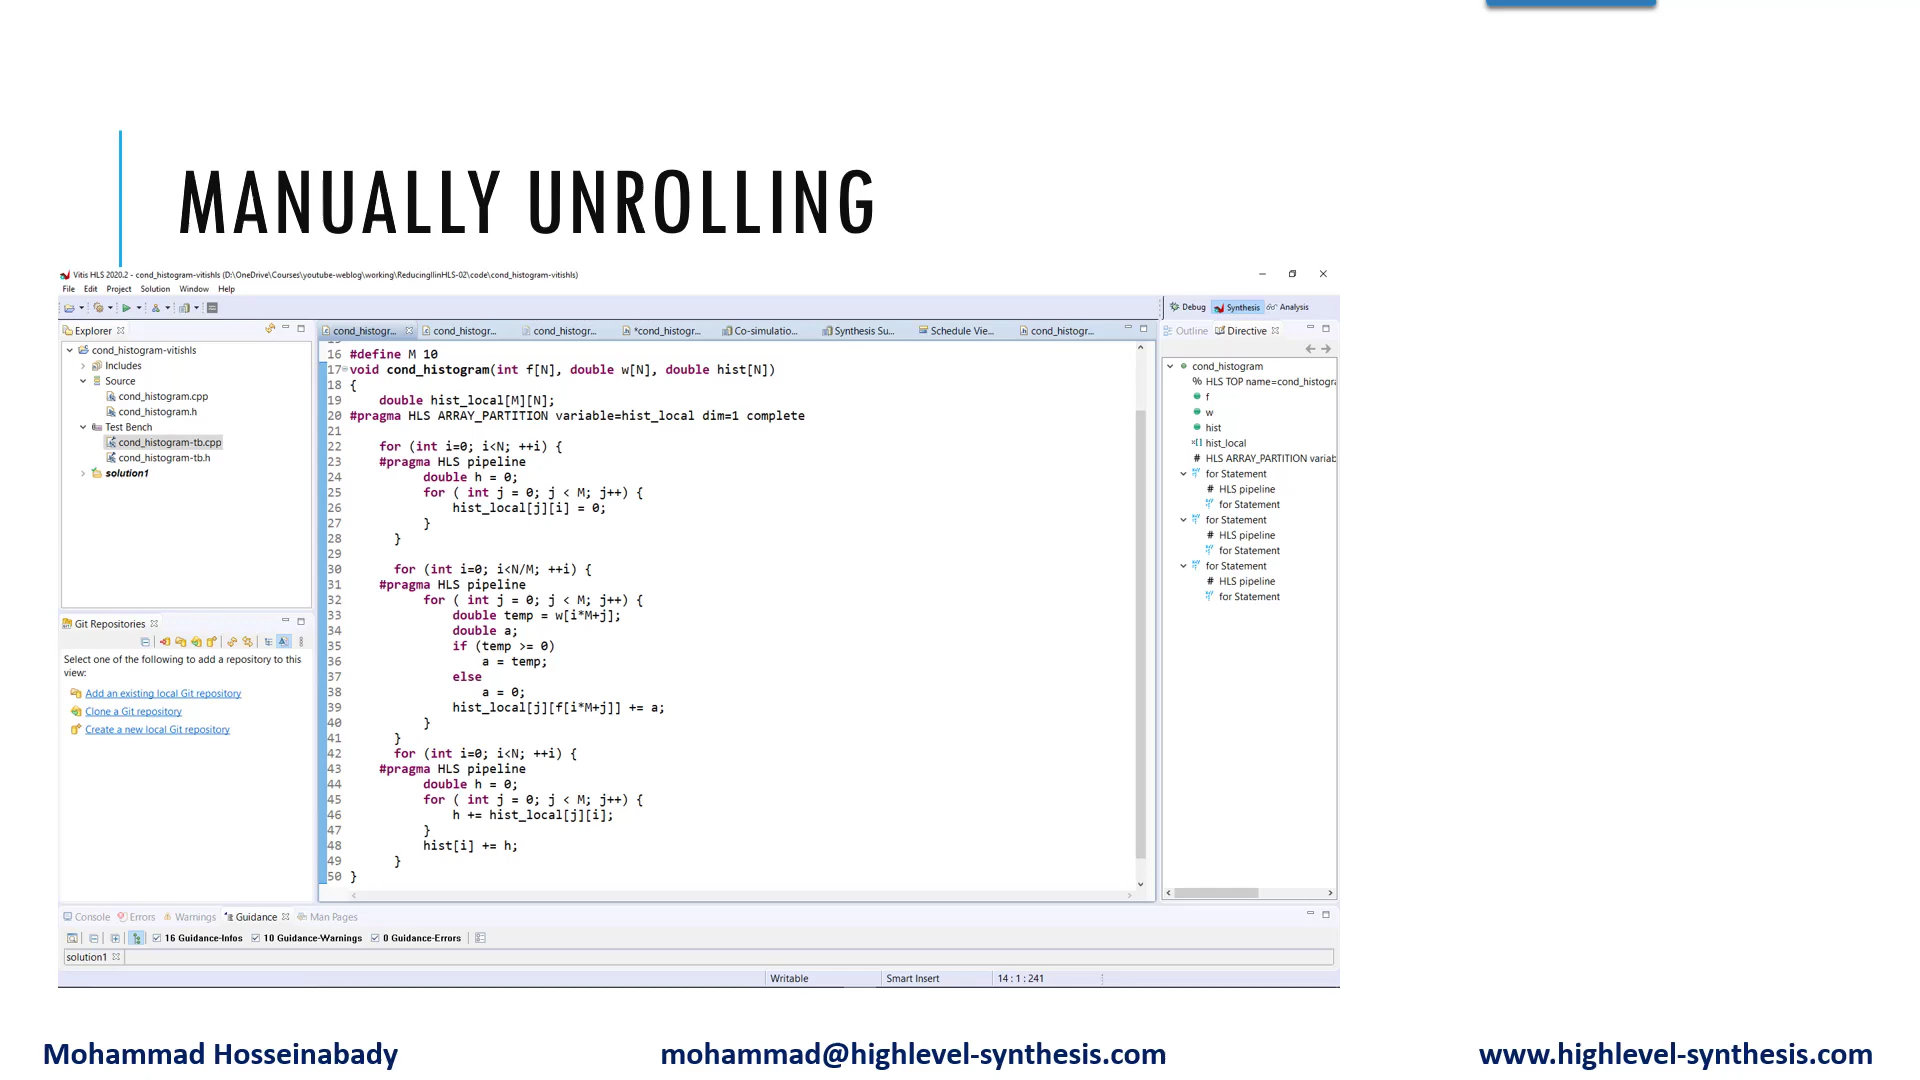 MANUALLY UNROLLING
Vitis HLS 2020.2 - cond_histogram-vitishls (D:\OneDrive\Courses\youtube-weblog\working\ReducingIIinHLS-02\code\cond_histogram-vitishls)
File Edit Project Solution Window Help
Debug Synthesis Analysis
Explorer
cond_histogram-vitishls
Includes
Source
cond_histogram.cpp
cond_histogram.h
Test Bench
cond_histogram-tb.cpp
cond_histogram-tb.h
solution1
Git Repositories
Select one of the following to add a repository to this
view:
Add an existing local Git repository
Clone a Git repository
Create a new local Git repository
cond_histogr... cond_histogr... cond_histogr... *cond_histogr... Co-simulatio... Synthesis Su... Schedule Vie... cond_histogr...
16 #define M 10
17 void cond_histogram(int f[N], double w[N], double hist[N])
18 {
19 double hist_local[M][N];
20 #pragma HLS ARRAY_PARTITION variable=hist_local dim=1 complete
21
22 for (int i=0; i<N; ++i) {
23 #pragma HLS pipeline
24 double h = 0;
25 for ( int j = 0; j < M; j++) {
26 hist_local[j][i] = 0;
27 }
28 }
29
30 for (int i=0; i<N/M; ++i) {
31 #pragma HLS pipeline
32 for ( int j = 0; j < M; j++) {
33 double temp = w[i*M+j];
34 double a;
35 if (temp >= 0)
36 a = temp;
37 else
38 a = 0;
39 hist_local[j][f[i*M+j]] += a;
40 }
41 }
42 for (int i=0; i<N; ++i) {
43 #pragma HLS pipeline
44 double h = 0;
45 for ( int j = 0; j < M; j++) {
46 h += hist_local[j][i];
47 }
48 hist[i] += h;
49 }
50 }
Outline Directive
cond_histogram
% HLS TOP name=cond_histogra
f
w
hist
hist_local
# HLS ARRAY_PARTITION variab
for Statement
# HLS pipeline
for Statement
for Statement
# HLS pipeline
for Statement
for Statement
# HLS pipeline
for Statement
Console Errors Warnings Guidance Man Pages
16 Guidance-Infos 10 Guidance-Warnings 0 Guidance-Errors
solution1
Writable Smart Insert 14 : 1 : 241
Mohammad Hosseinabady mohammad@highlevel-synthesis.com www.highlevel-synthesis.com